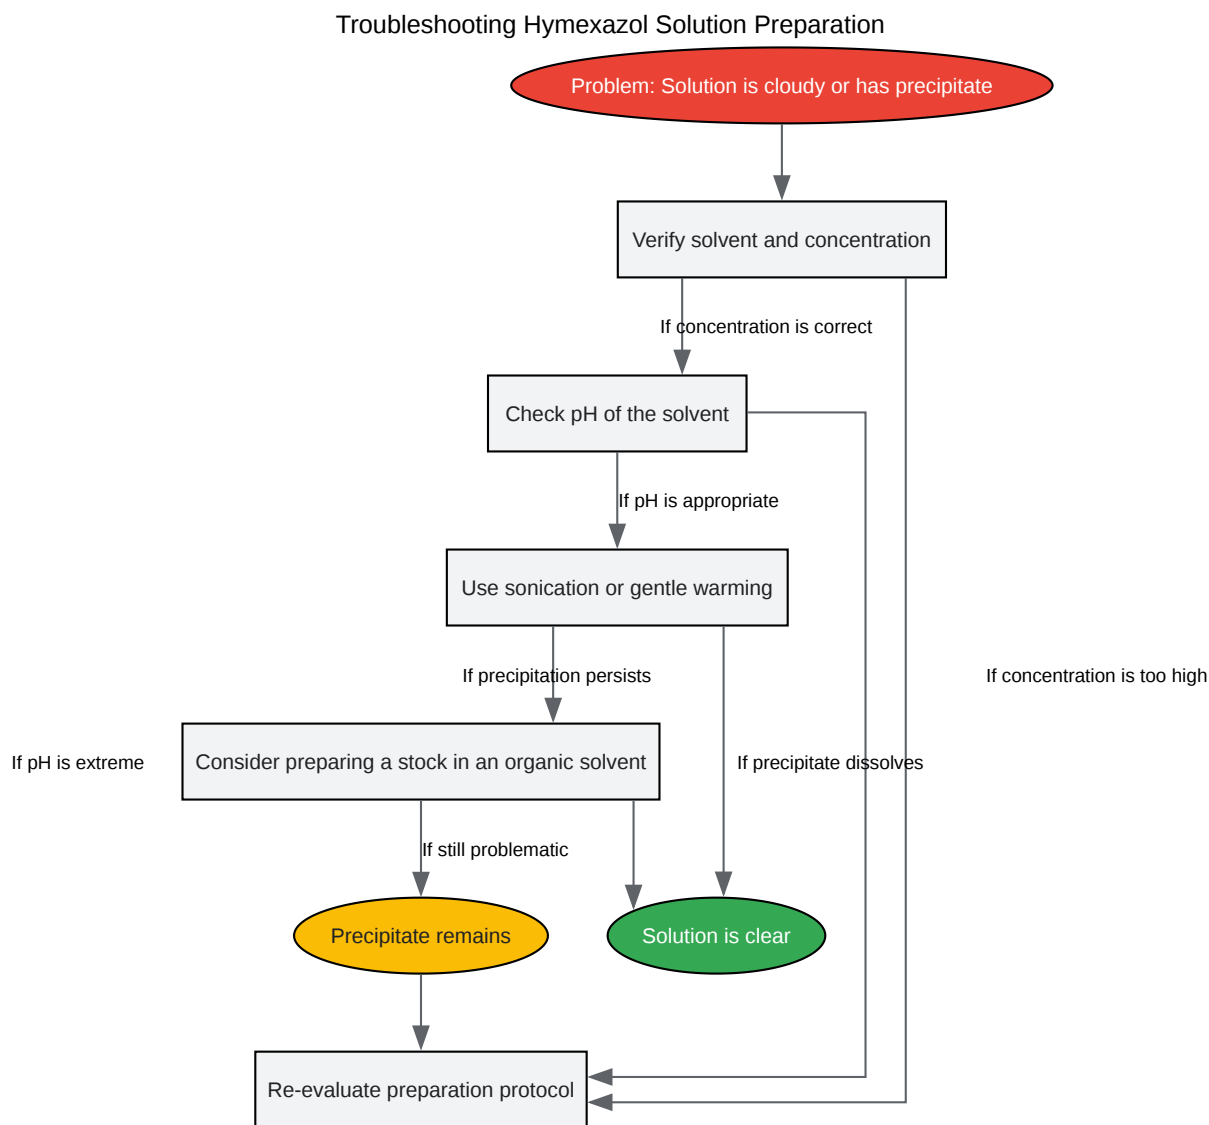 Troubleshooting Hymexazol Solution Preparation
Problem: Solution is cloudy or has precipitate
Verify solvent and concentration
If concentration is correct
Check pH of the solvent
If pH is appropriate
Use sonication or gentle warming
If precipitation persists
If concentration is too high
If pH is extreme
Consider preparing a stock in an organic solvent
If precipitate dissolves
If still problematic
Precipitate remains
Solution is clear
Re-evaluate preparation protocol